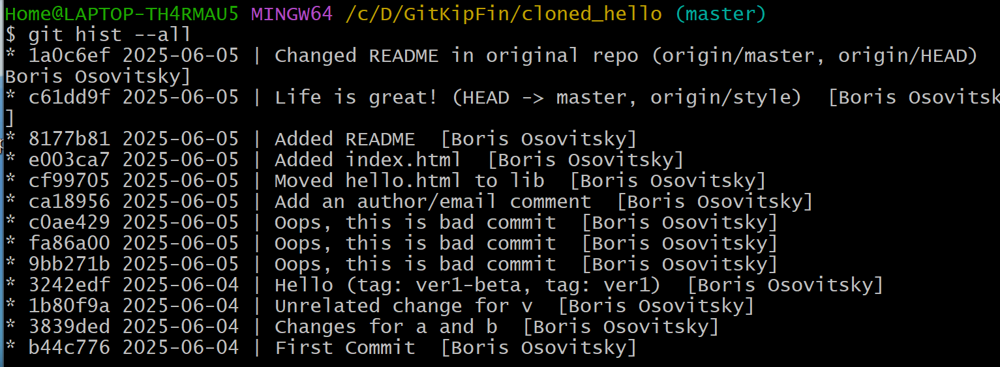 Home@LAPTOP-TH4RMAU5 MINGW64 /c/D/GitKipFin/cloned_hello (master)
$ git hist --all
* 1a0c6ef 2025-06-05 | Changed README in original repo (origin/master, origin/HEAD)
Boris Osovitsky]
* c61dd9f 2025-06-05 | Life is great! (HEAD -> master, origin/style)  [Boris Osovitsk
]
* 8177b81 2025-06-05 | Added README  [Boris Osovitsky]
* e003ca7 2025-06-05 | Added index.html  [Boris Osovitsky]
* cf99705 2025-06-05 | Moved hello.html to lib  [Boris Osovitsky]
* ca18956 2025-06-05 | Add an author/email comment  [Boris Osovitsky]
* c0ae429 2025-06-05 | Oops, this is bad commit  [Boris Osovitsky]
* fa86a00 2025-06-05 | Oops, this is bad commit  [Boris Osovitsky]
* 9bb271b 2025-06-05 | Oops, this is bad commit  [Boris Osovitsky]
* 3242edf 2025-06-04 | Hello (tag: ver1-beta, tag: ver1)  [Boris Osovitsky]
* 1b80f9a 2025-06-04 | Unrelated change for v  [Boris Osovitsky]
* 3839ded 2025-06-04 | Changes for a and b  [Boris Osovitsky]
* b44c776 2025-06-04 | First Commit  [Boris Osovitsky]